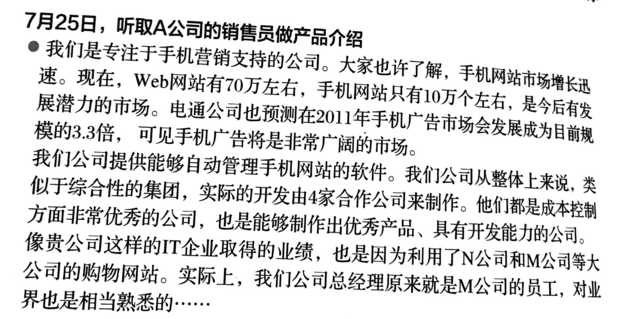 7月25日，听取A公司的销售员做产品介绍
● 我们是专注于手机营销支持的公司。大家也许了解，手机网站市场增长迅
速。现在，Web网站有70万左右，手机网站只有10万个左右，是今后有发
展潜力的市场。电通公司也预测在2011年手机广告市场会发展成为目前规
模的3.3倍，可见手机广告将是非常广阔的市场。
我们公司提供能够自动管理手机网站的软件。我们公司从整体上来说，类
似于综合性的集团，实际的开发由4家合作公司来制作。他们都是成本控制
方面非常优秀的公司，也是能够制作出优秀产品、具有开发能力的公司。
像贵公司这样的IT企业取得的业绩，也是因为利用了N公司和M公司等大
公司的购物网站。实际上，我们公司总经理原来就是M公司的员工，对业
界也是相当熟悉的……